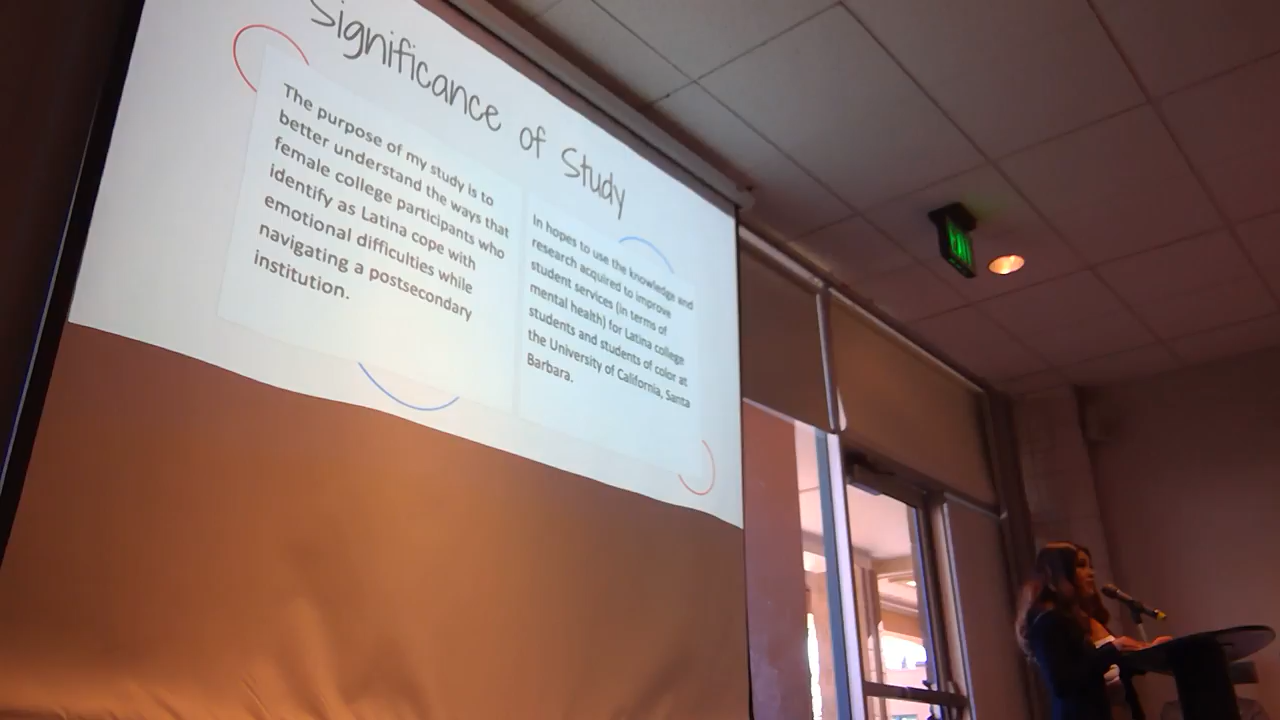 Significance of Study
The purpose of my study is to
better understand the ways that
female college participants who
identify as Latina cope with
emotional difficulties while
navigating a postsecondary
institution.
In hopes to use the knowledge and
research acquired to improve
student services (in terms of
mental health) for Latina college
students and students of color at
the University of California, Santa
Barbara.